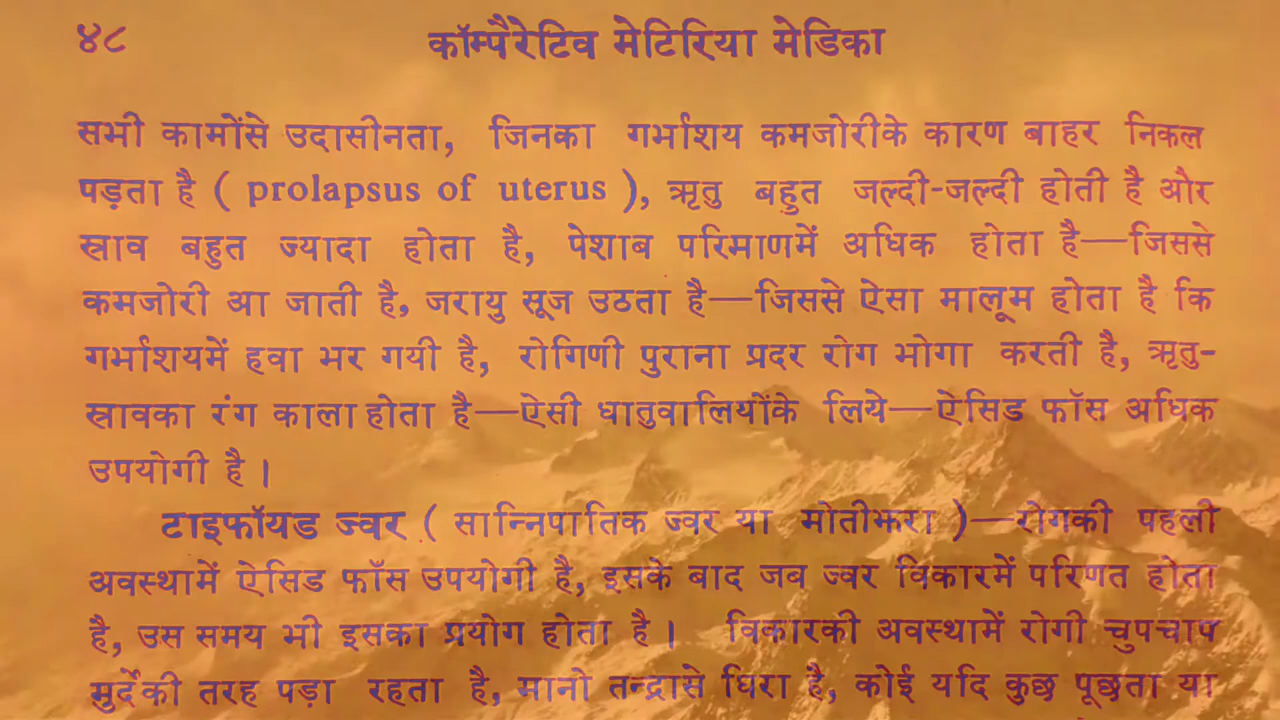 ४८ कॉम्पैरेटिव मेटिरिया मेडिका
सभी कामोंसे उदासीनता, जिनका गर्भाशय कमजोरीके कारण बाहर निकल
पड़ता है ( prolapsus of uterus ), ऋतु बहुत जल्दी-जल्दी होती है और
स्राव बहुत ज्यादा होता है, पेशाब परिमाणमें अधिक होता है—जिससे
कमजोरी आ जाती है, जरायु सूज उठता है—जिससे ऐसा मालूम होता है कि
गर्भाशयमें हवा भर गयी है, रोगिणी पुराना प्रदर रोग भोगा करती है, ऋतु-
स्रावका रंग काला होता है—ऐसी धातुवालियोंके लिये—ऐसिड फॉस अधिक
उपयोगी है ।
टाइफॉयड ज्वर ( सान्निपातिक ज्वर या मोतीझरा )—रोगकी पहली
अवस्थामें ऐसिड फॉस उपयोगी है, इसके बाद जब ज्वर विकारमें परिणत होता
है, उस समय भी इसका प्रयोग होता है । विकारकी अवस्थामें रोगी चुपचाप
मुर्देकी तरह पड़ा रहता है, मानो तन्द्रासे घिरा है, कोई यदि कुछ पूछता या